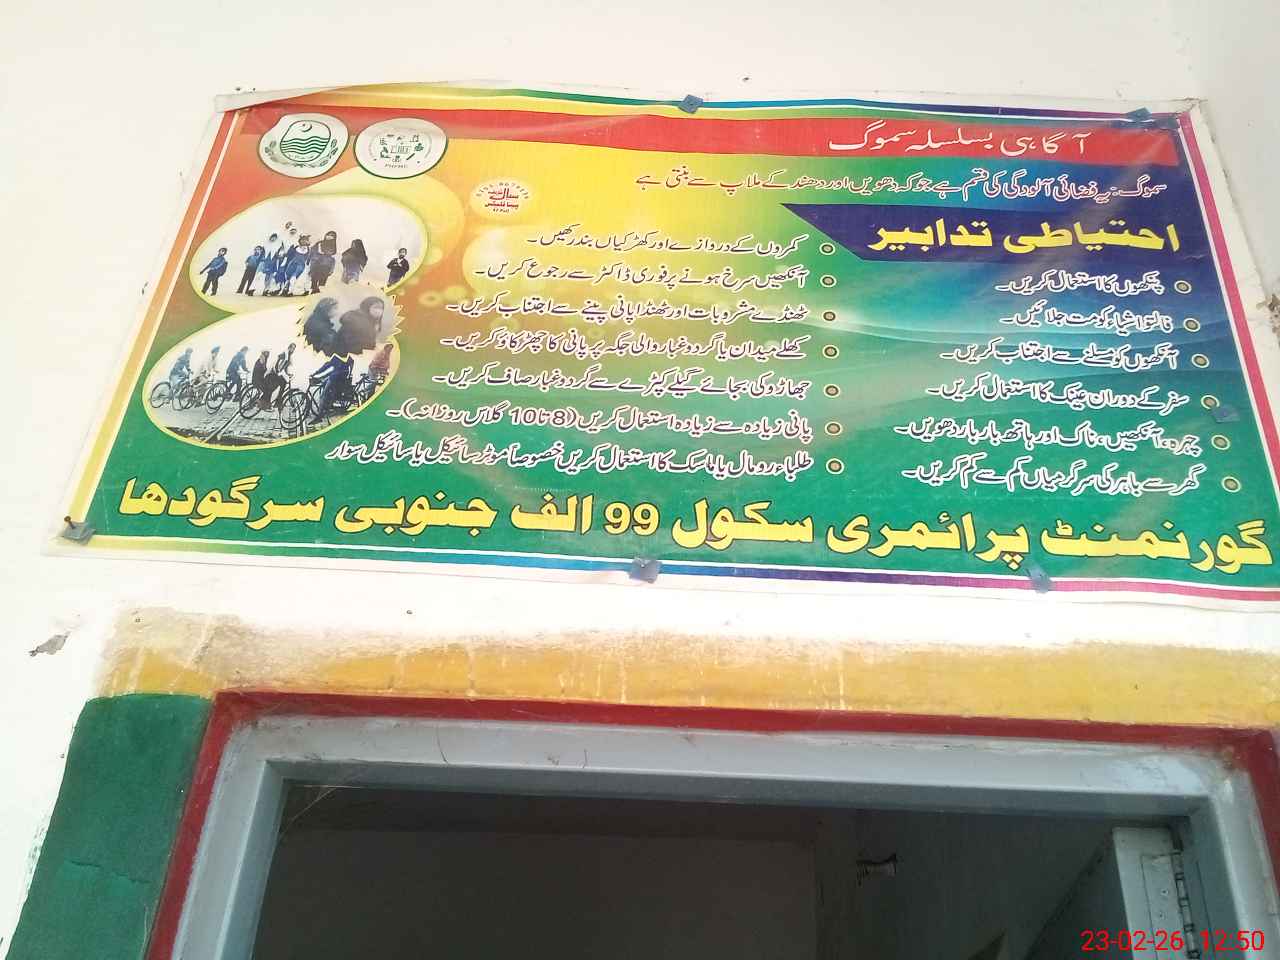 آگاہی بسلسلہ سموگ
سموگ: یہ فضائی آلودگی کی قسم ہے جو کہ دھویں اور دھند کے ملاپ سے بنتی ہے
احتیاطی تدابیر
پنکھوں کا استعمال کریں۔
فالتو اشیاء کو مت جلائیں۔
آنکھوں کو مسلنے سے اجتناب کریں۔
سفر کے دوران عینک کا استعمال کریں۔
چہرہ، آنکھیں، ناک اور ہاتھ بار بار دھویں۔
گھر سے باہر کی سرگرمیاں کم سے کم کریں۔
کمروں کے دروازے اور کھڑکیاں بند رکھیں۔
آنکھیں سرخ ہونے پر فوری ڈاکٹر سے رجوع کریں۔
ٹھنڈے مشروبات اور ٹھنڈا پانی پینے سے اجتناب کریں۔
کھلے میدان یا گرد و غبار والی جگہ پر پانی کا چھڑکاؤ کریں۔
جھاڑو کی بجائے گیلے کپڑے سے گرد و غبار صاف کریں۔
پانی زیادہ سے زیادہ استعمال کریں (8 تا 10 گلاس روزانہ)۔
طلباء رومال یا ماسک کا استعمال کریں خصوصاً موٹر سائیکل یا سائیکل سوار
گورنمنٹ پرائمری سکول 99 الف جنوبی سرگودھا
23-02-26 12:50